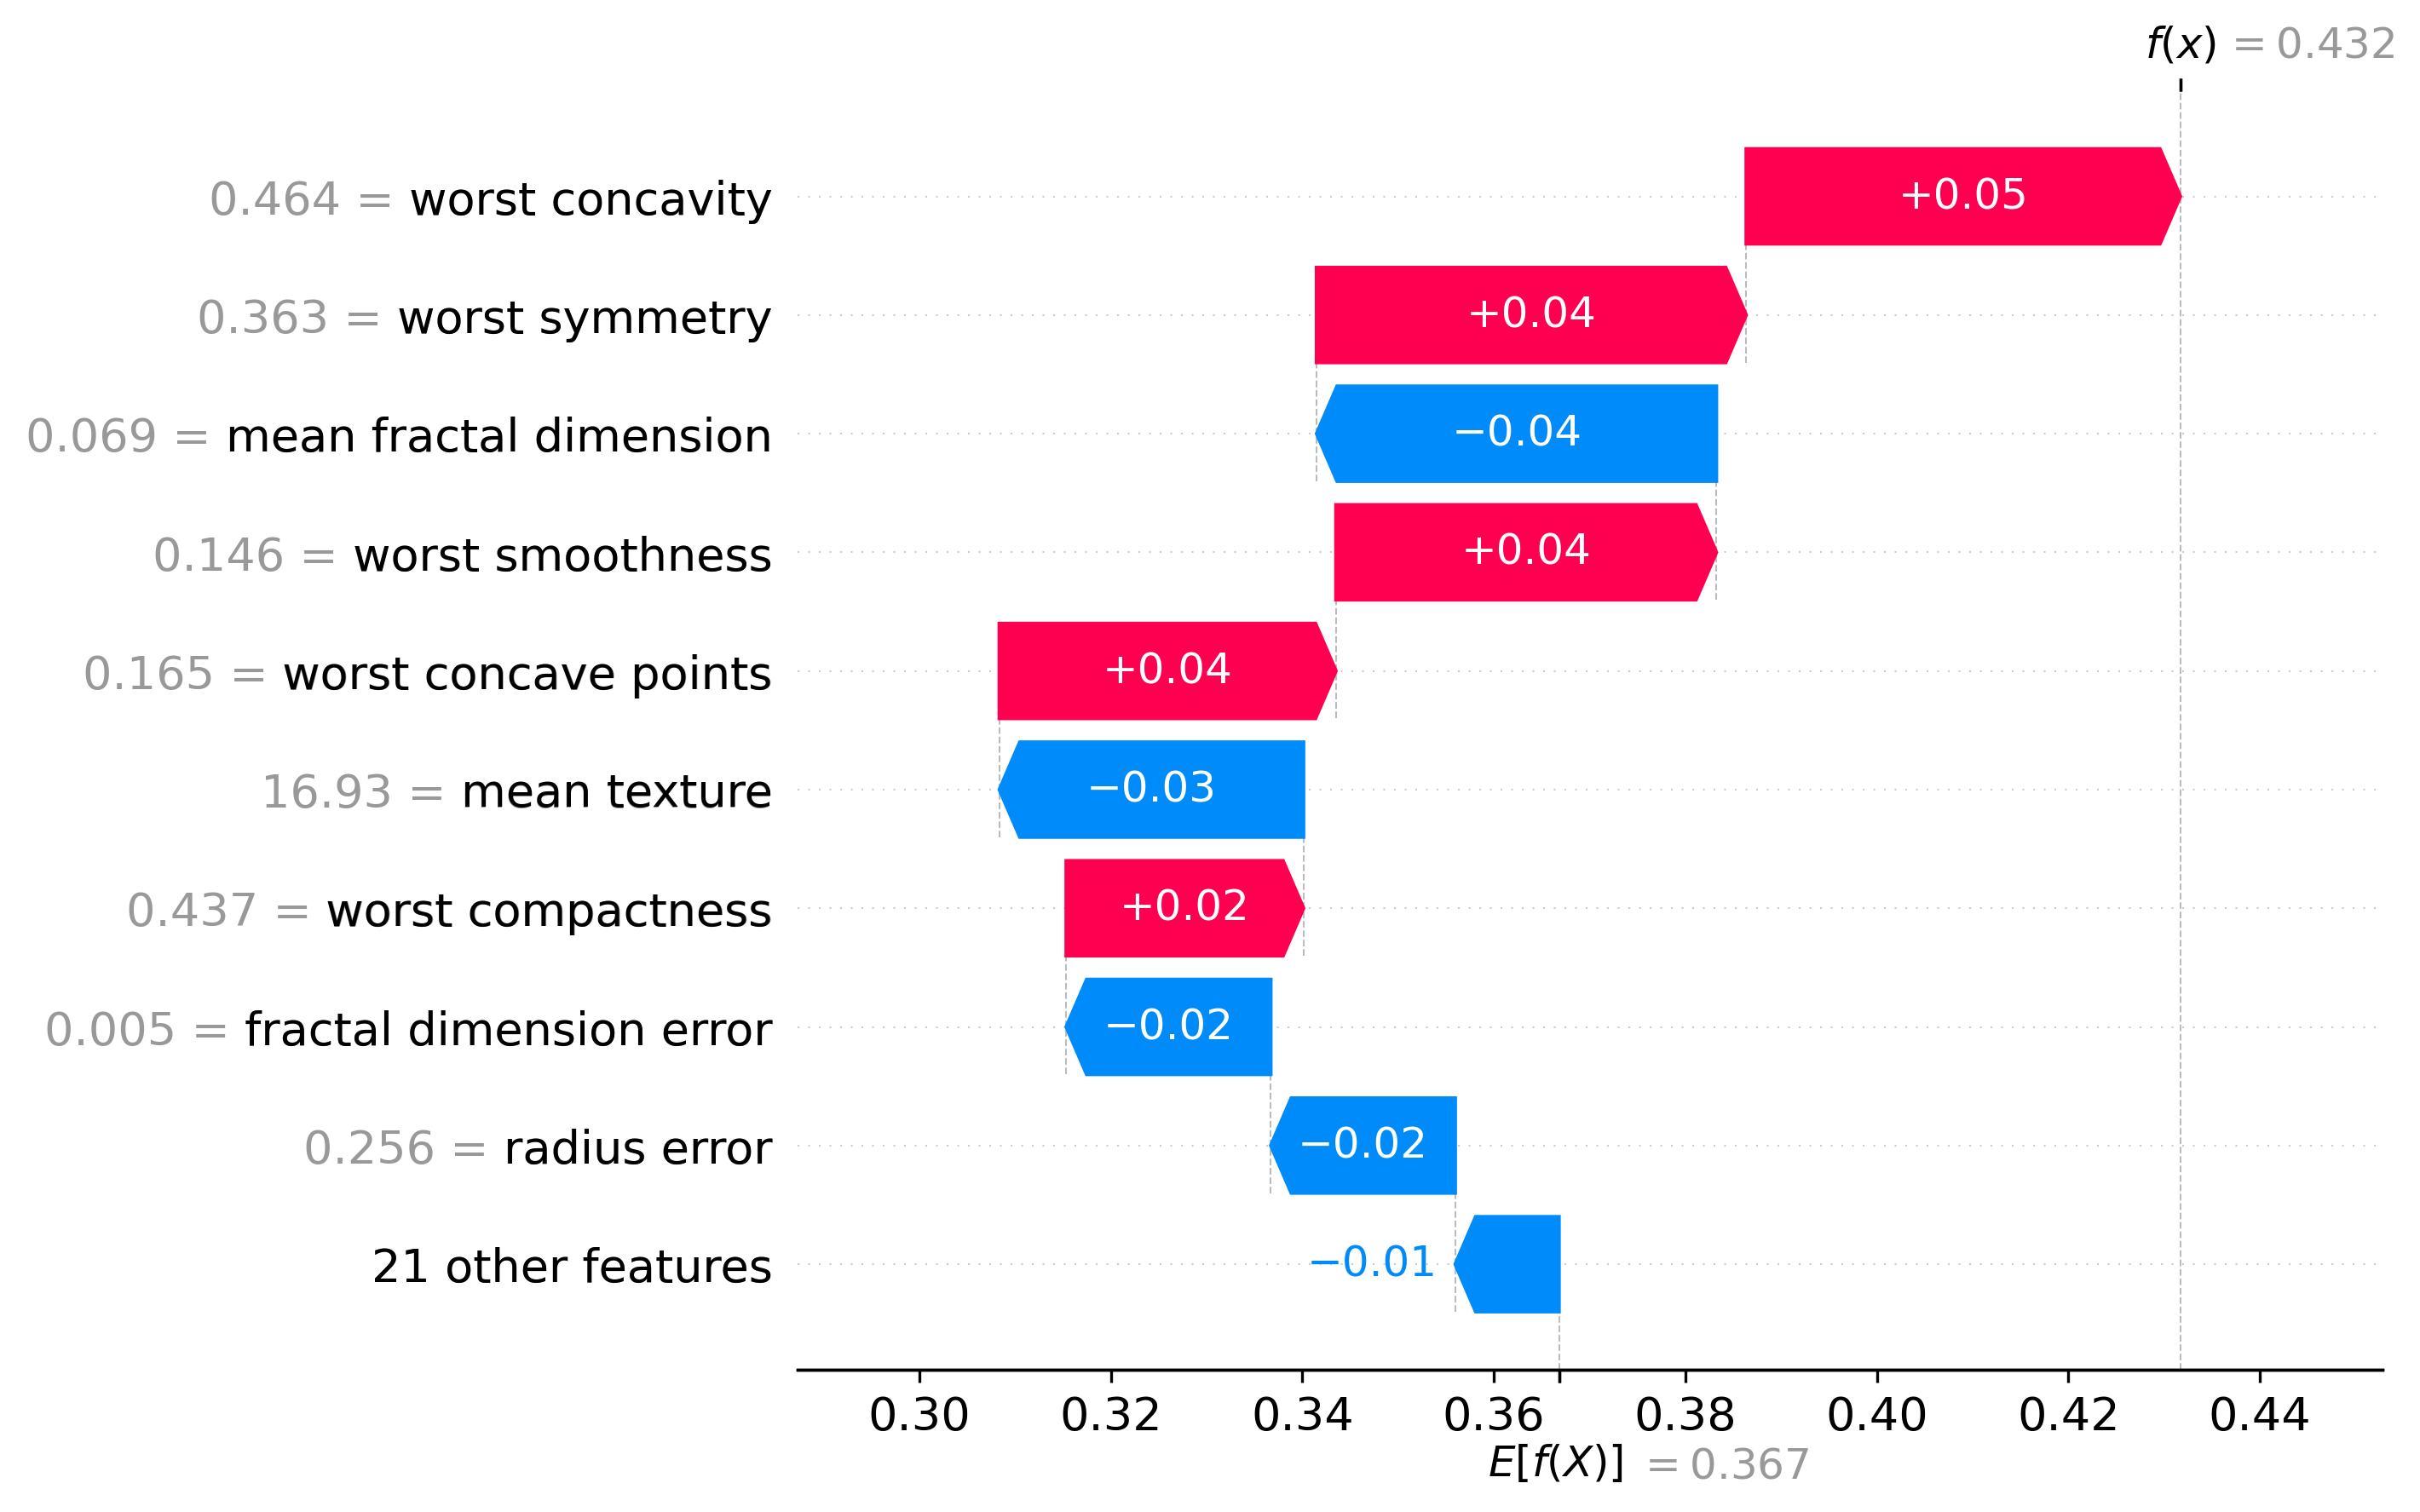 f(x) = 0.432
0.464 = worst concavity
+0.05
0.363 = worst symmetry
+0.04
0.069 = mean fractal dimension
−0.04
0.146 = worst smoothness
+0.04
0.165 = worst concave points
+0.04
16.93 = mean texture
−0.03
0.437 = worst compactness
+0.02
0.005 = fractal dimension error
−0.02
0.256 = radius error
−0.02
21 other features
−0.01
0.30 0.32 0.34 0.36 0.38 0.40 0.42 0.44
E[f(X)] = 0.367